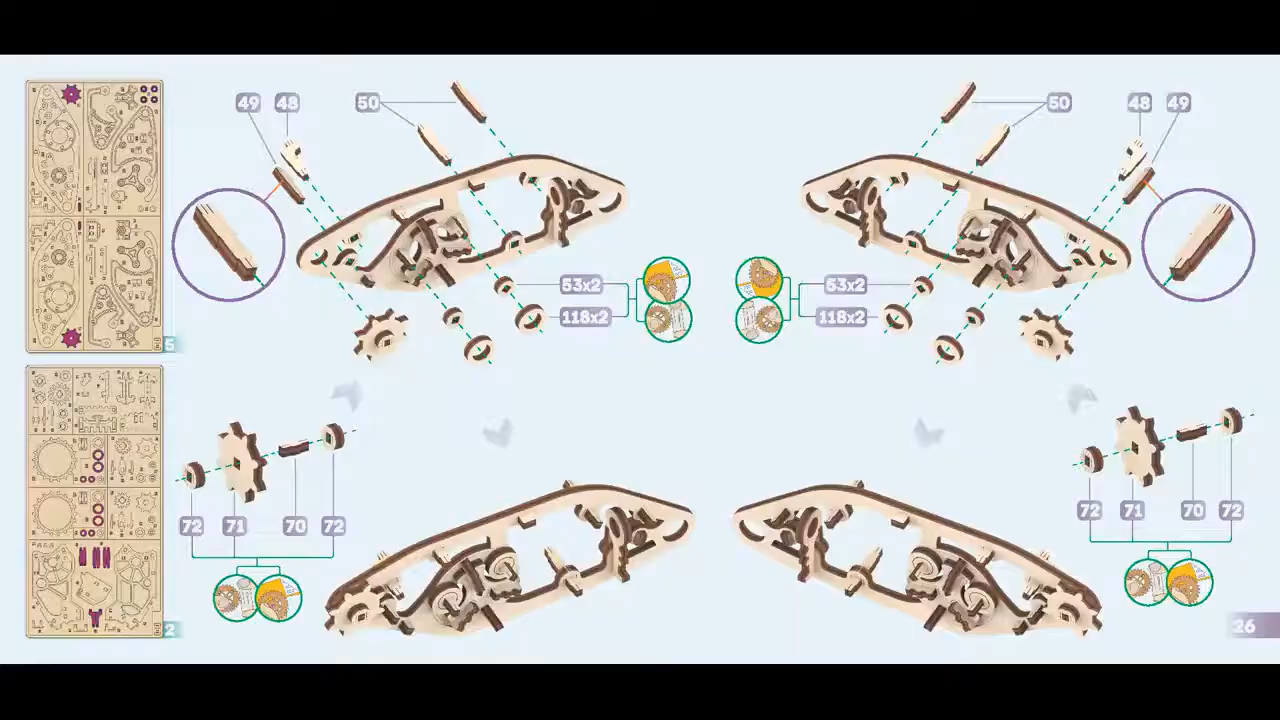 49 48 50
50 48 49
53x2
118x2
53x2
118x2
5
72 71 70 72
72 71 70 72
2
26